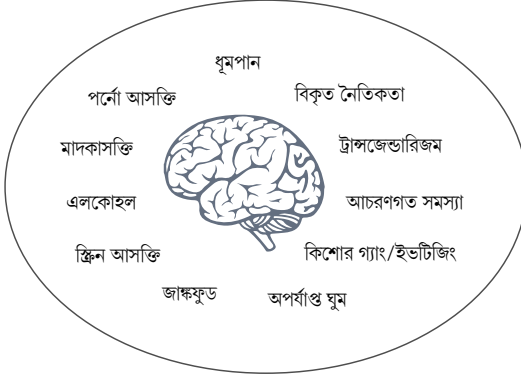 ধূমপান
পর্নো আসক্তি
বিকৃত নৈতিকতা
মাদকাসক্তি
ট্রান্সজেন্ডারিজম
এলকোহল
আচরণগত সমস্যা
স্ক্রিন আসক্তি
কিশোর গ্যাং/ইভটিজিং
জাঙ্কফুড
অপর্যাপ্ত ঘুম